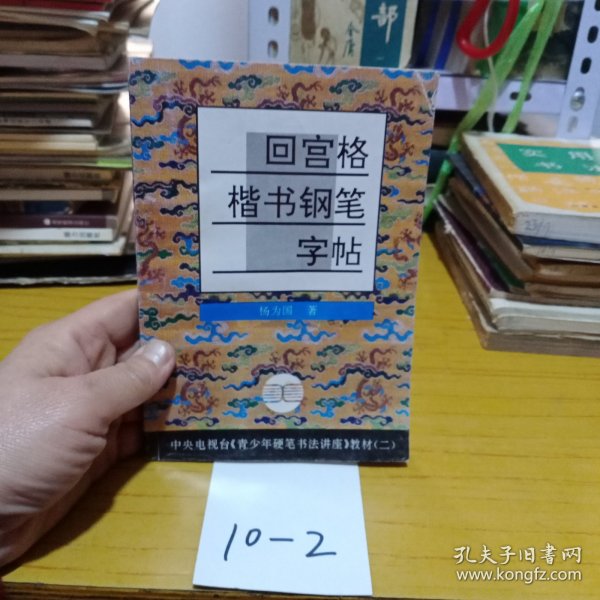 部
回宫格
楷书钢笔
字帖
杨为国 著
中央电视台《青少年硬笔书法讲座》教材(二)
10-2
孔夫子旧書网
www.kongfz.com